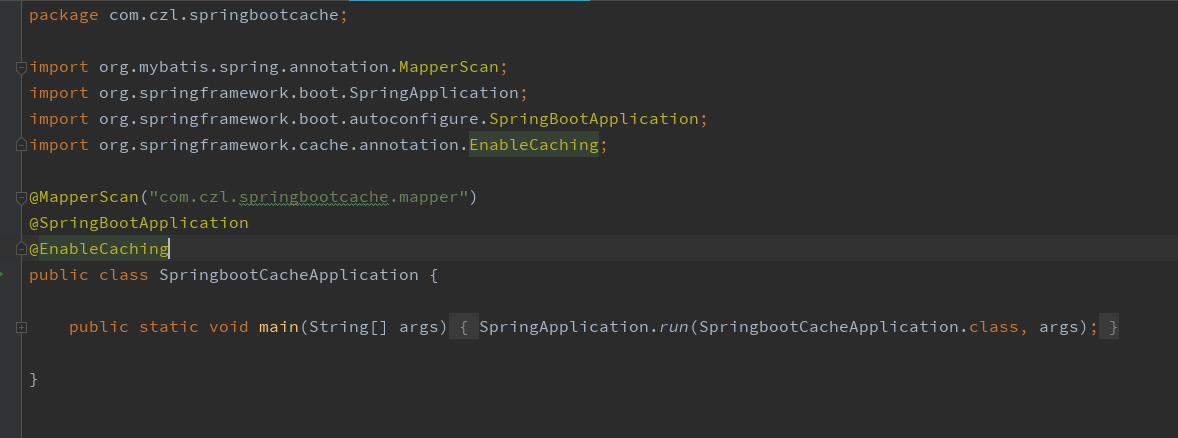 package com.czl.springbootcache;
import org.mybatis.spring.annotation.MapperScan;
import org.springframework.boot.SpringApplication;
import org.springframework.boot.autoconfigure.SpringBootApplication;
import org.springframework.cache.annotation.EnableCaching;
@MapperScan("com.czl.springbootcache.mapper")
@SpringBootApplication
@EnableCaching
public class SpringbootCacheApplication {
public static void main(String[] args) { SpringApplication.run(SpringbootCacheApplication.class, args); }
}